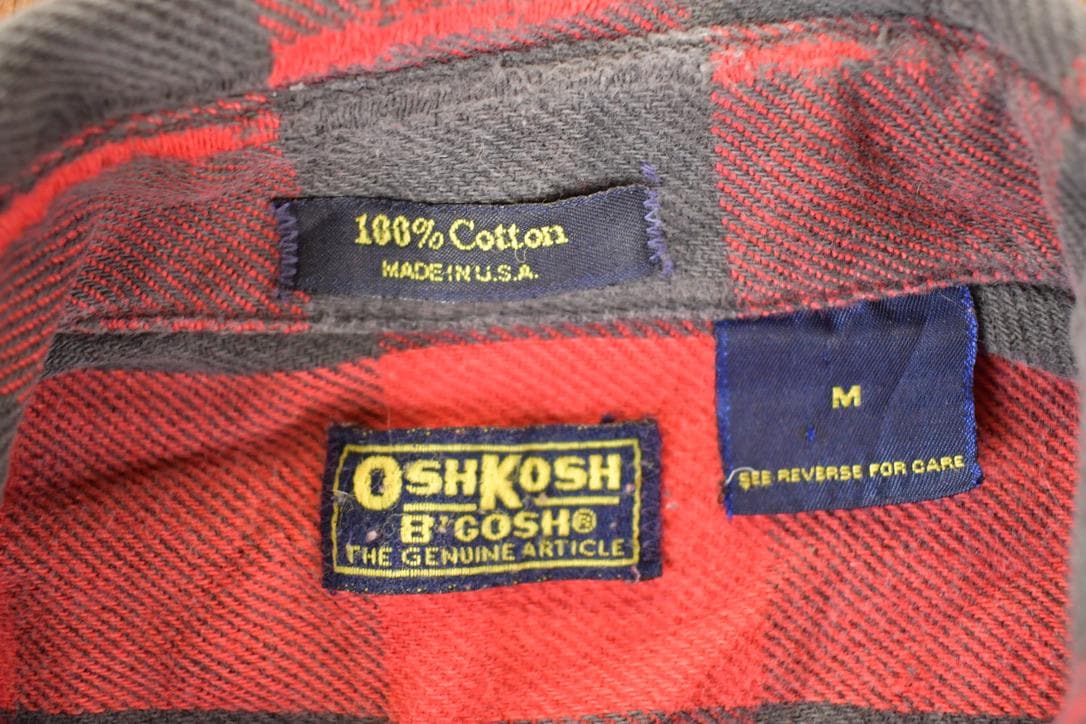 100% Cotton
MADE IN U.S.A.
M
SEE REVERSE FOR CARE
OSHKOSH
B'GOSH®
THE GENUINE ARTICLE